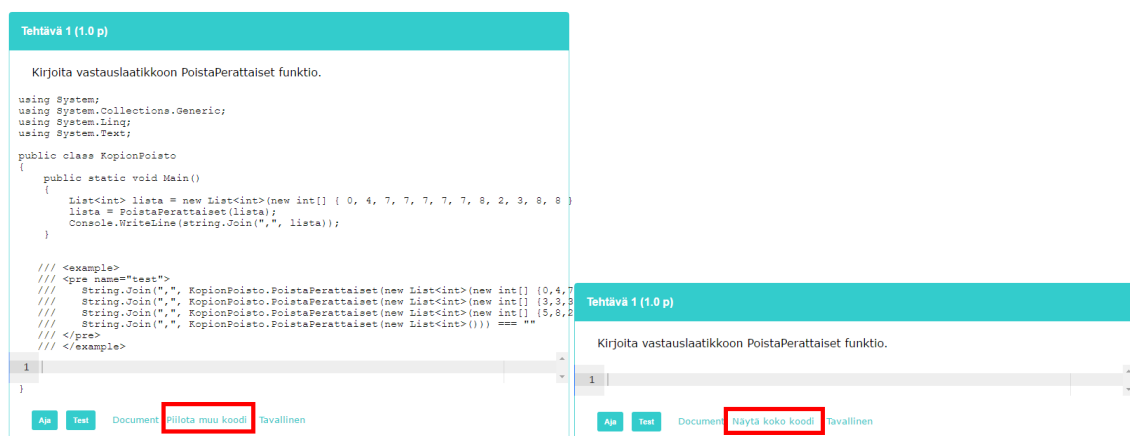 Tehtävä 1 (1.0 p)
Kirjoita vastauslaatikkoon PoistaPerattaiset funktio.
using System;
using System.Collections.Generic;
using System.Linq;
using System.Text;
public class KopionPoisto
{
public static void Main()
{
List<int> lista = new List<int>(new int[] { 0, 4, 7, 7, 7, 7, 7, 8, 2, 3, 8, 8 }
lista = PoistaPerattaiset(lista);
Console.WriteLine(string.Join(",", lista));
}
/// <example>
/// <pre name="test">
/// String.Join(",", KopionPoisto.PoistaPerattaiset(new List<int>(new int[] {0,4,7
/// String.Join(",", KopionPoisto.PoistaPerattaiset(new List<int>(new int[] {3,3,3
/// String.Join(",", KopionPoisto.PoistaPerattaiset(new List<int>(new int[] {5,8,2
/// String.Join(",", KopionPoisto.PoistaPerattaiset(new List<int>())) === ""
/// </pre>
/// </example>
1
}
Aja Test Document Piilota muu koodi Tavallinen
Tehtävä 1 (1.0 p)
Kirjoita vastauslaatikkoon PoistaPerattaiset funktio.
1
Aja Test Document Näytä koko koodi Tavallinen